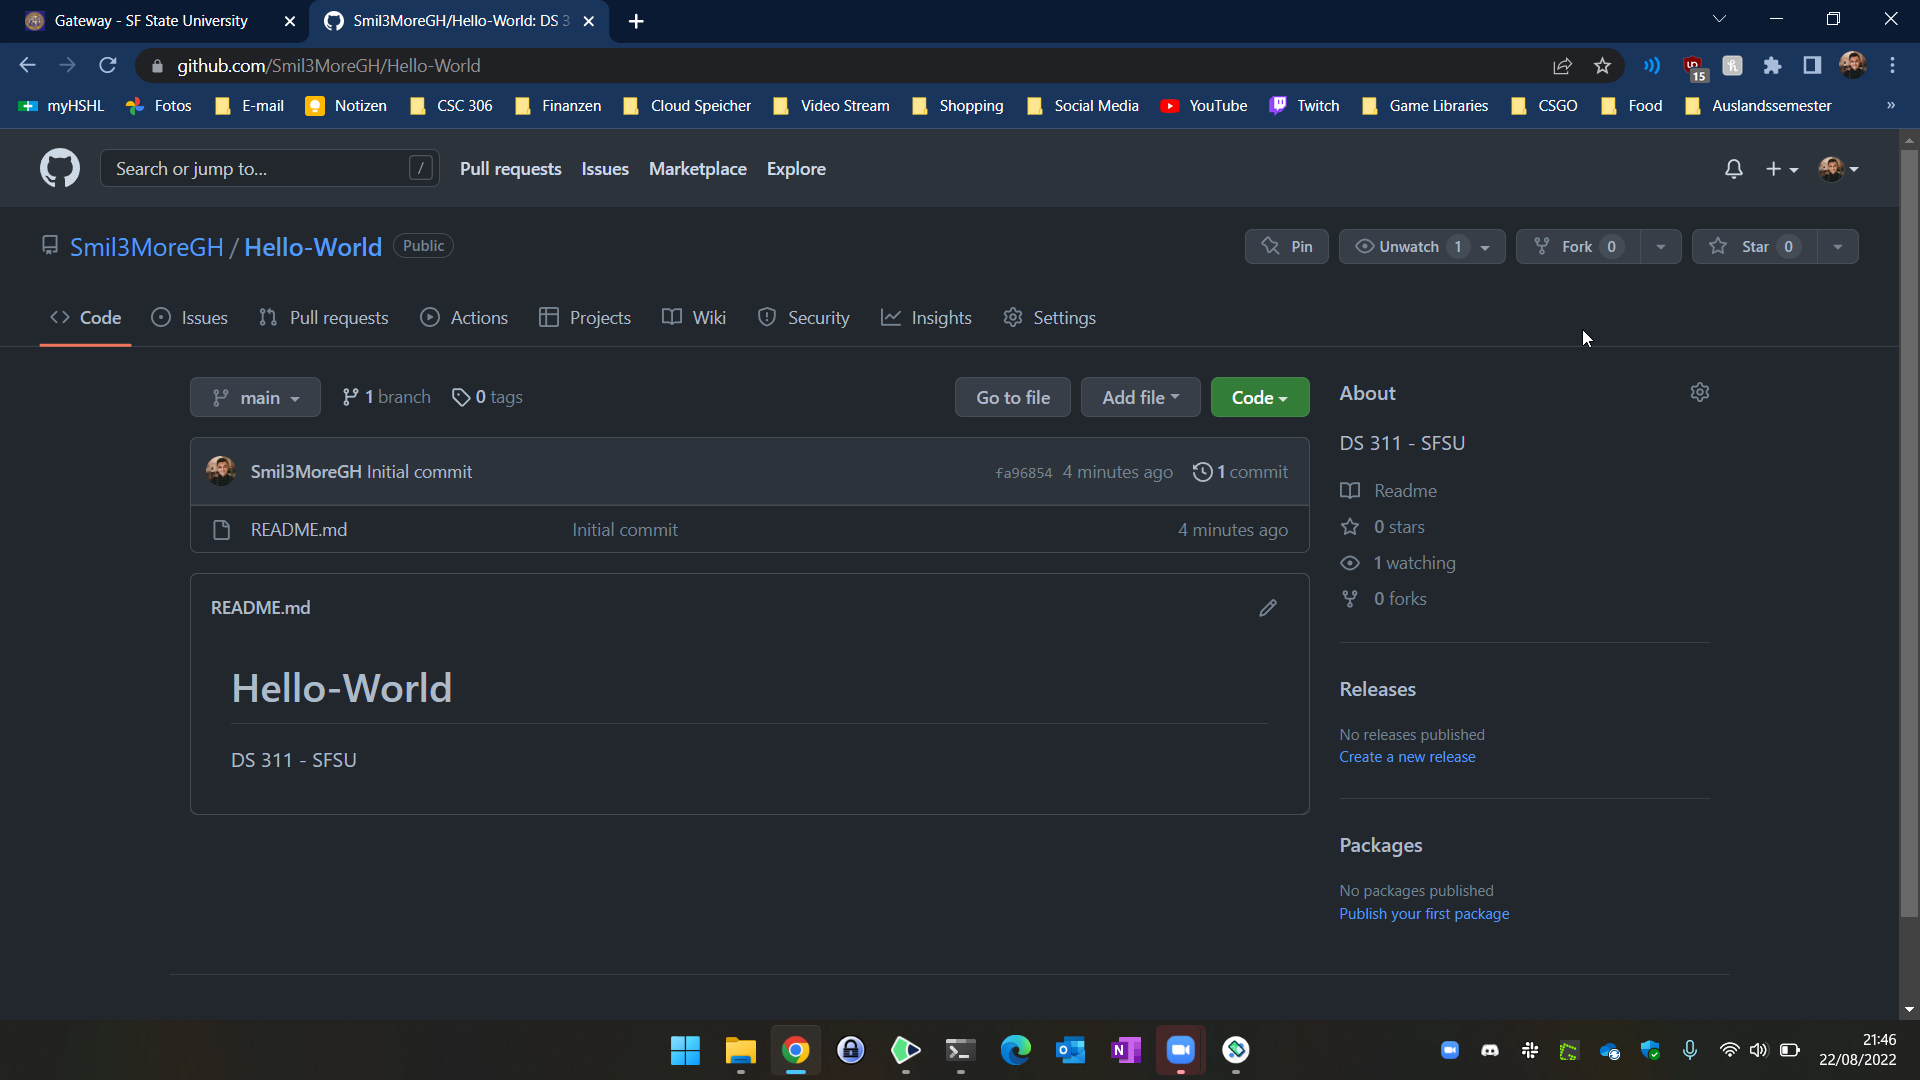 Gateway - SF State University
Smil3MoreGH/Hello-World: DS 3
github.com/Smil3MoreGH/Hello-World
15
myHSHL Fotos E-mail Notizen CSC 306 Finanzen Cloud Speicher Video Stream Shopping Social Media YouTube Twitch Game Libraries CSGO Food Auslandssemester »
Search or jump to... / Pull requests Issues Marketplace Explore
Smil3MoreGH / Hello-World Public Pin Unwatch 1 Fork 0 Star 0
Code Issues Pull requests Actions Projects Wiki Security Insights Settings
main 1 branch 0 tags Go to file Add file Code
Smil3MoreGH Initial commit fa96854 4 minutes ago 1 commit
README.md Initial commit 4 minutes ago
README.md
Hello-World
DS 311 - SFSU
About
DS 311 - SFSU
Readme
0 stars
1 watching
0 forks
Releases
No releases published
Create a new release
Packages
No packages published
Publish your first package
21:46
22/08/2022